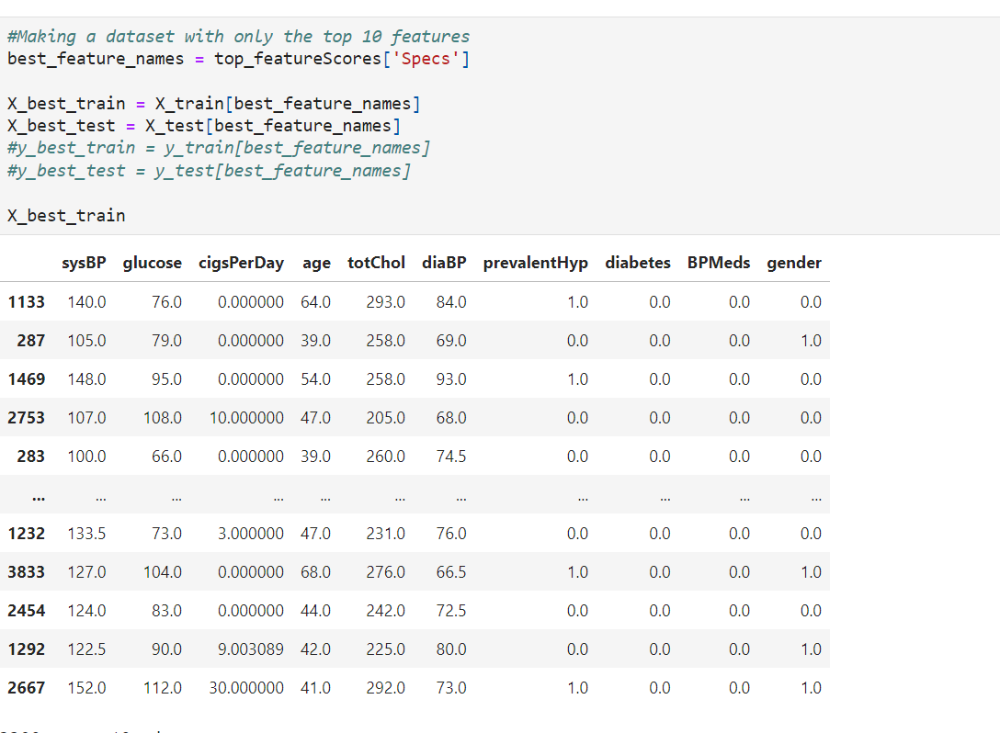 #Making a dataset with only the top 10 features
best_feature_names = top_featureScores['Specs']
X_best_train = X_train[best_feature_names]
X_best_test = X_test[best_feature_names]
#y_best_train = y_train[best_feature_names]
#y_best_test = y_test[best_feature_names]
X_best_train
sysBP glucose cigsPerDay age totChol diaBP prevalentHyp diabetes BPMeds gender
1133 140.0 76.0 0.000000 64.0 293.0 84.0 1.0 0.0 0.0 0.0
287 105.0 79.0 0.000000 39.0 258.0 69.0 0.0 0.0 0.0 1.0
1469 148.0 95.0 0.000000 54.0 258.0 93.0 1.0 0.0 0.0 0.0
2753 107.0 108.0 10.000000 47.0 205.0 68.0 0.0 0.0 0.0 0.0
283 100.0 66.0 0.000000 39.0 260.0 74.5 0.0 0.0 0.0 0.0
... ... ... ... ... ... ... ... ... ... ...
1232 133.5 73.0 3.000000 47.0 231.0 76.0 0.0 0.0 0.0 0.0
3833 127.0 104.0 0.000000 68.0 276.0 66.5 1.0 0.0 0.0 1.0
2454 124.0 83.0 0.000000 44.0 242.0 72.5 0.0 0.0 0.0 0.0
1292 122.5 90.0 9.003089 42.0 225.0 80.0 0.0 0.0 0.0 1.0
2667 152.0 112.0 30.000000 41.0 292.0 73.0 1.0 0.0 0.0 1.0